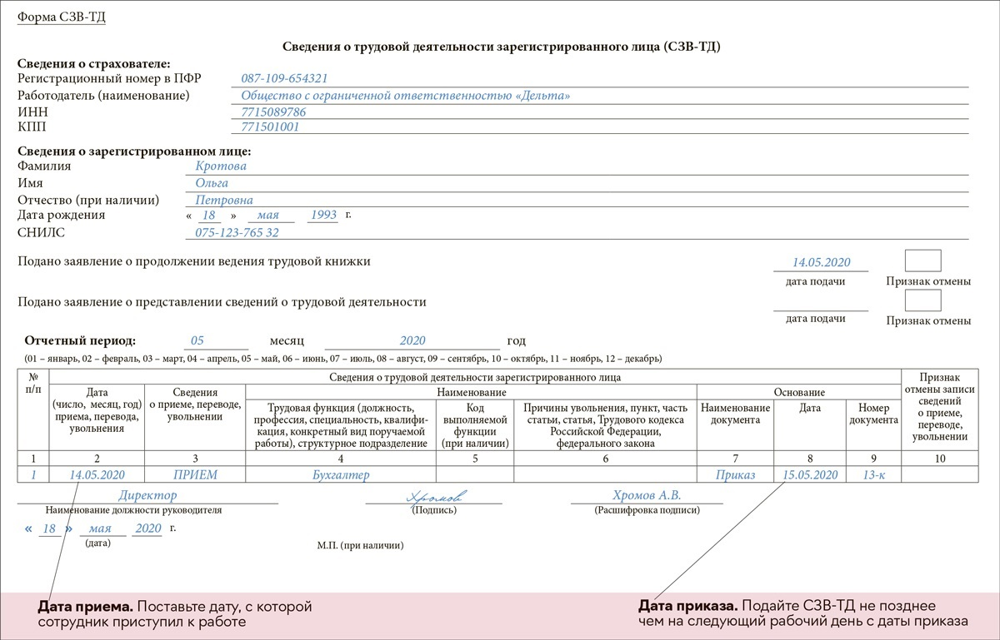 Форма СЗВ-ТД
Сведения о трудовой деятельности зарегистрированного лица (СЗВ-ТД)
Сведения о страхователе:
Регистрационный номер в ПФР 087-109-654321
Работодатель (наименование) Общество с ограниченной ответственностью «Дельта»
ИНН 7715089786
КПП 771501001
Сведения о зарегистрированном лице:
Фамилия Кротова
Имя Ольга
Отчество (при наличии) Петровна
Дата рождения « 18 » мая 1993 г.
СНИЛС 075-123-765 32
Подано заявление о продолжении ведения трудовой книжки 14.05.2020
дата подачи Признак отмены
Подано заявление о представлении сведений о трудовой деятельности
дата подачи Признак отмены
Отчетный период: 05 месяц 2020 год
(01 – январь, 02 – февраль, 03 – март, 04 – апрель, 05 – май, 06 – июнь, 07 – июль, 08 – август, 09 – сентябрь, 10 – октябрь, 11 – ноябрь, 12 – декабрь)
№
п/п
Сведения о трудовой деятельности зарегистрированного лица
Дата
(число, месяц, год)
приема, перевода,
увольнения
Сведения
о приеме, переводе,
увольнении
Наименование
Трудовая функция (должность,
профессия, специальность, квалифи-
кация, конкретный вид поручаемой
работы), структурное подразделение
Код
выполняемой
функции
(при наличии)
Причины увольнения, пункт, часть
статьи, статья, Трудового кодекса
Российской Федерации,
федерального закона
Основание
Наименование
документа
Дата
Номер
документа
Признак
отмены записи
сведений
о приеме,
переводе,
увольнении
1 2 3 4 5 6 7 8 9 10
1 14.05.2020 ПРИЕМ Бухгалтер Приказ 15.05.2020 13-к
Директор Хромов Хромов А.В.
Наименование должности руководителя (Подпись) (Расшифровка подписи)
« 18 » мая 2020 г.
(дата)
М.П. (при наличии)
Дата приема. Поставьте дату, с которой
сотрудник приступил к работе
Дата приказа. Подайте СЗВ-ТД не позднее
чем на следующий рабочий день с даты приказа